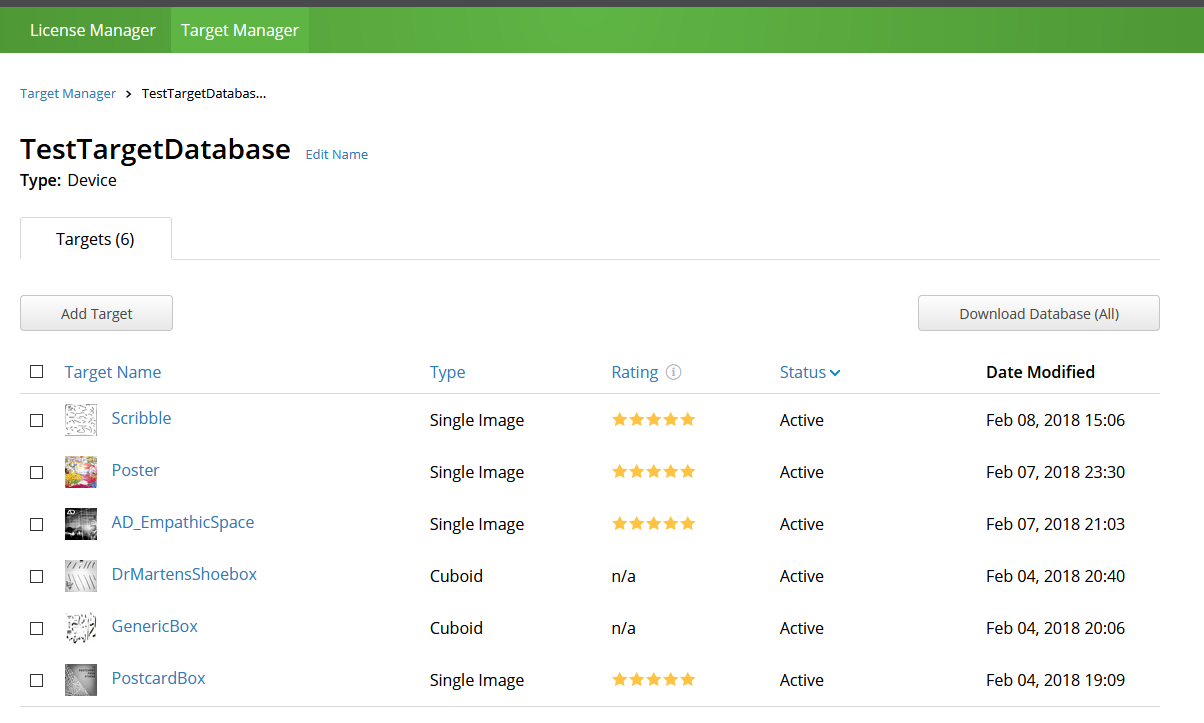 License Manager Target Manager
Target Manager > TestTargetDatabas...
TestTargetDatabase Edit Name
Type: Device
Targets (6)
Add Target Download Database (All)
Target Name Type Rating Status Date Modified
Scribble Single Image Active Feb 08, 2018 15:06
Poster Single Image Active Feb 07, 2018 23:30
AD_EmpathicSpace Single Image Active Feb 07, 2018 21:03
DrMartensShoebox Cuboid n/a Active Feb 04, 2018 20:40
GenericBox Cuboid n/a Active Feb 04, 2018 20:06
PostcardBox Single Image Active Feb 04, 2018 19:09